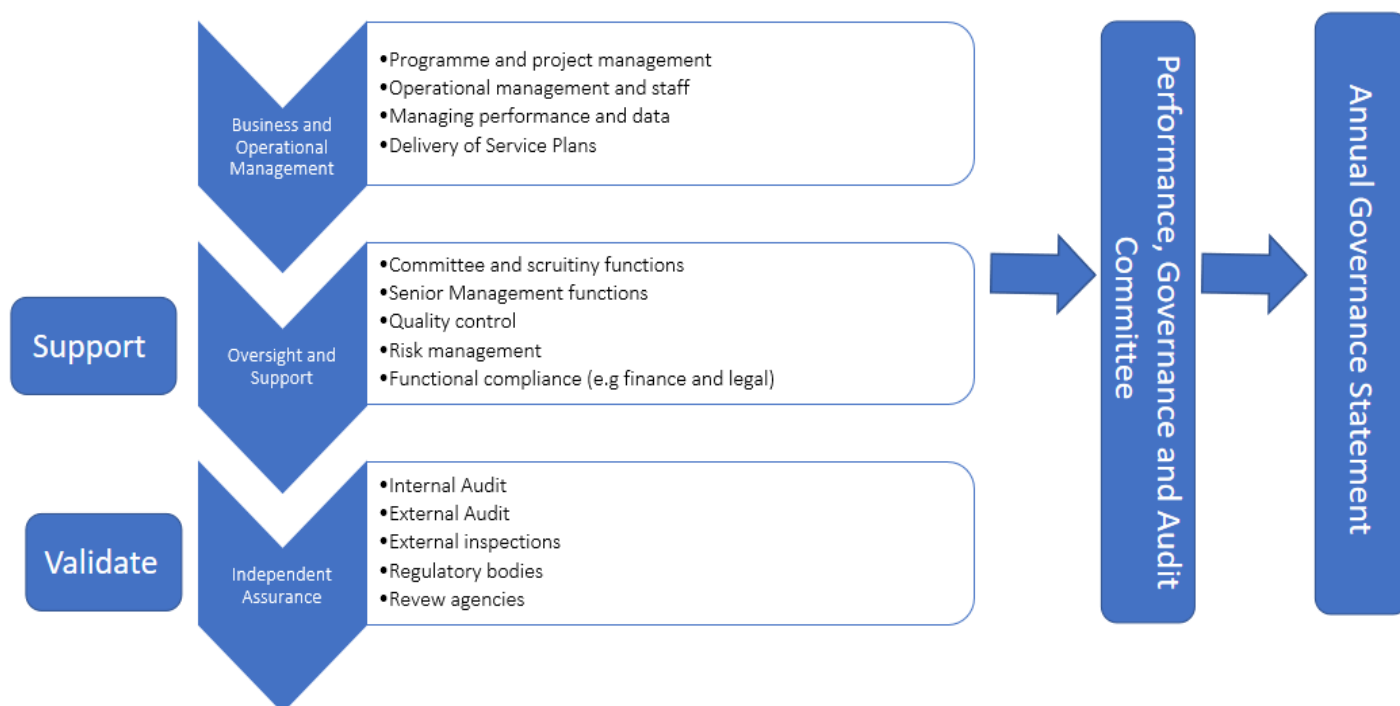 Business and
Operational
Management
•Programme and project management
•Operational management and staff
•Managing performance and data
•Delivery of Service Plans
Support
Oversight and
Support
•Committee and scruitiny functions
•Senior Management functions
•Quality control
•Risk management
•Functional compliance (e.g finance and legal)
Validate
Independent
Assurance
•Internal Audit
•External Audit
•External inspections
•Regulatory bodies
•Revew agencies
Performance, Governance and Audit
Committee
Annual Governance Statement